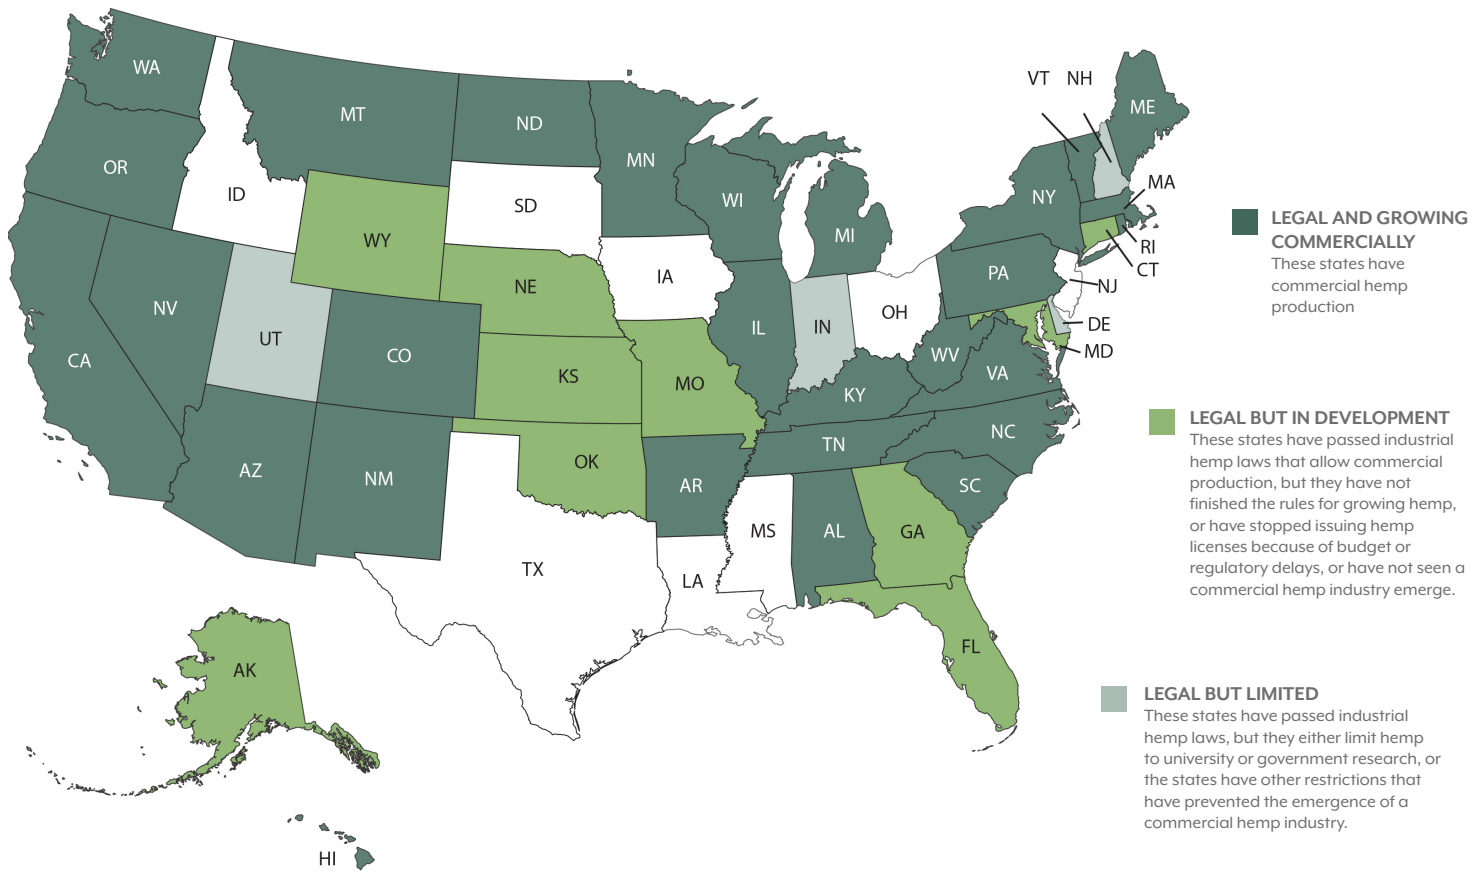 VT
NH
WA
ME
MT
ND
MN
OR
MA
ID
WI
NY
SD
MI
WY
RI
CT
PA
IA
NE
NJ
NV
OH
IL
IN
DE
UT
MD
CO
WV
CA
VA
KS
MO
KY
NC
TN
OK
AZ
NM
AR
SC
MS
AL
GA
TX
LA
FL
AK
HI
LEGAL AND GROWING
COMMERCIALLY
These states have
commercial hemp
production
LEGAL BUT IN DEVELOPMENT
These states have passed industrial
hemp laws that allow commercial
production, but they have not
finished the rules for growing hemp,
or have stopped issuing hemp
licenses because of budget or
regulatory delays, or have not seen a
commercial hemp industry emerge.
LEGAL BUT LIMITED
These states have passed industrial
hemp laws, but they either limit hemp
to university or government research, or
the states have other restrictions that
have prevented the emergence of a
commercial hemp industry.